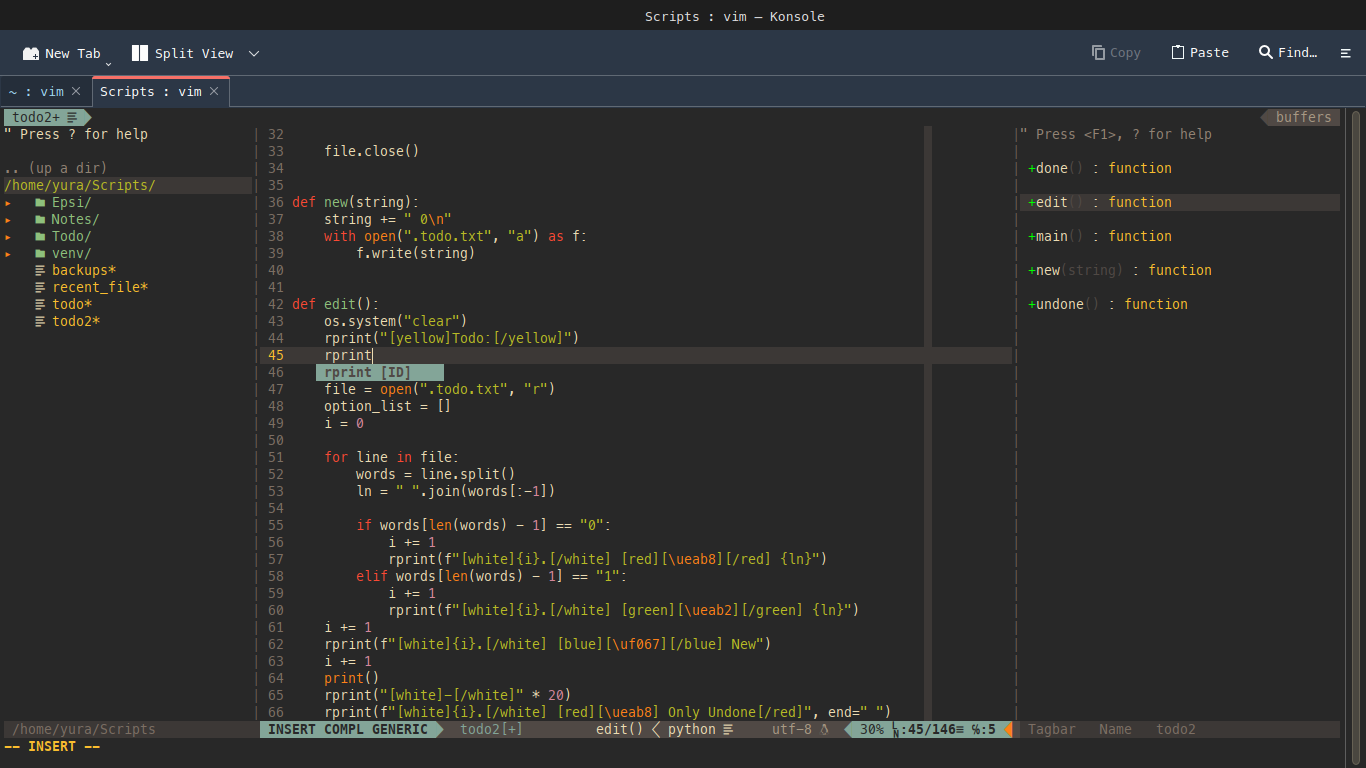 Scripts : vim — Konsole
New Tab Split View Copy Paste Find...
~ : vim Scripts : vim
todo2+ buffers
" Press ? for help
.. (up a dir)
/home/yura/Scripts/
Epsi/
Notes/
Todo/
venv/
backups*
recent_file*
todo*
todo2*
32
33 file.close()
34
35
36 def new(string):
37 string += " 0\n"
38 with open(".todo.txt", "a") as f:
39 f.write(string)
40
41
42 def edit():
43 os.system("clear")
44 rprint("[yellow]Todo:[/yellow]")
45 rprint
46 rprint [ID]
47 file = open(".todo.txt", "r")
48 option_list = []
49 i = 0
50
51 for line in file:
52 words = line.split()
53 ln = " ".join(words[:-1])
54
55 if words[len(words) - 1] == "0":
56 i += 1
57 rprint(f"[white]{i}.[/white] [red][\ueab8][/red] {ln}")
58 elif words[len(words) - 1] == "1":
59 i += 1
60 rprint(f"[white]{i}.[/white] [green][\ueab2][/green] {ln}")
61 i += 1
62 rprint(f"[white]{i}.[/white] [blue][\uf067][/blue] New")
63 i += 1
64 print()
65 rprint("[white]-[/white]" * 20)
66 rprint(f"[white]{i}.[/white] [red][\ueab8] Only Undone[/red]", end=" ")
" Press <F1>, ? for help
+done() : function
+edit() : function
+main() : function
+new(string) : function
+undone() : function
/home/yura/Scripts INSERT COMPL GENERIC todo2[+] edit() python utf-8 30% :45/146≡ ℅:5 Tagbar Name todo2
-- INSERT --